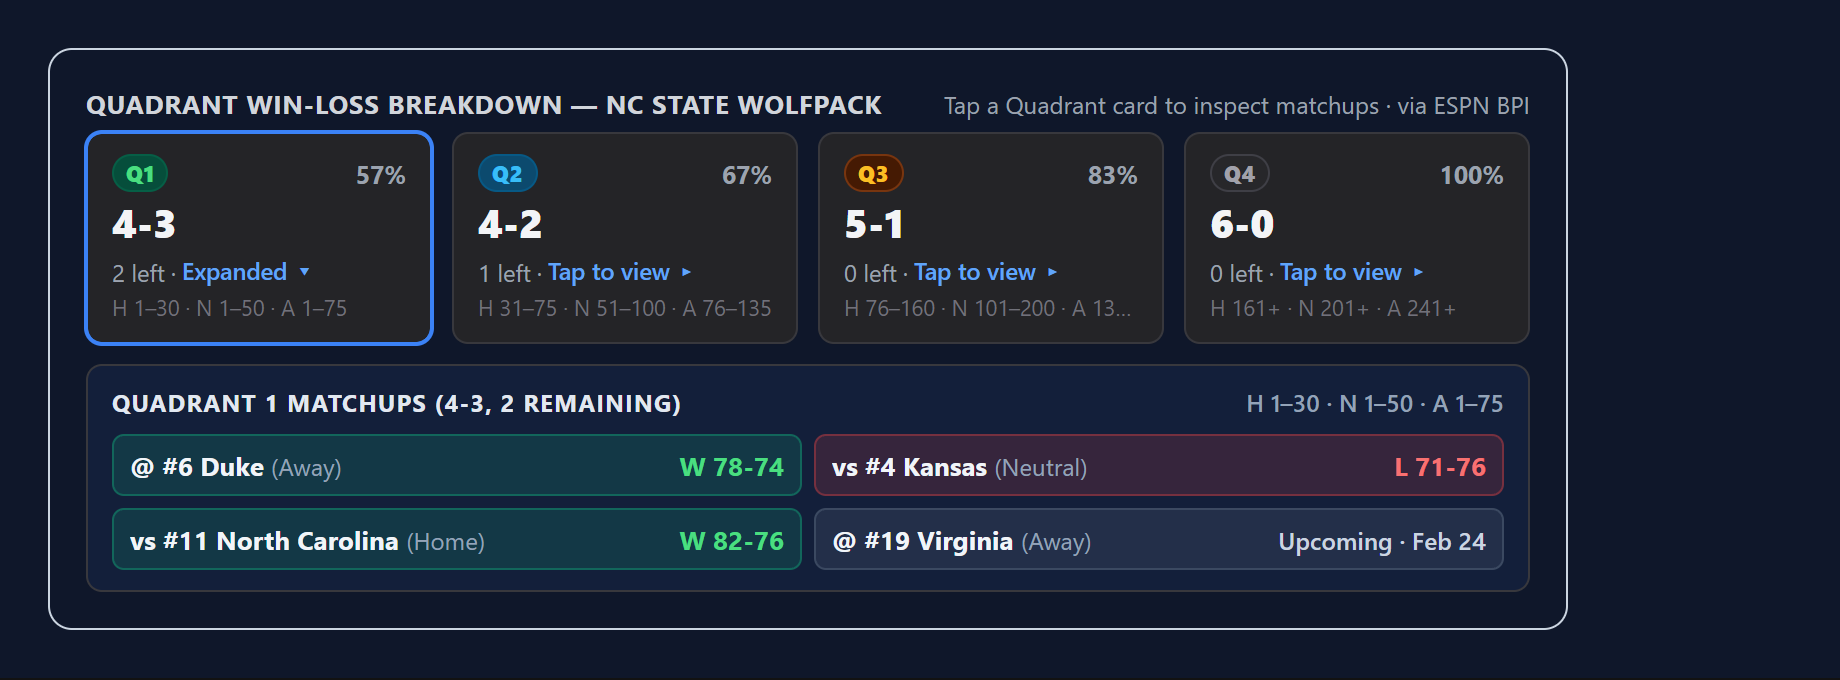 QUADRANT WIN-LOSS BREAKDOWN — NC STATE WOLFPACK
Tap a Quadrant card to inspect matchups · via ESPN BPI
Q1 57%
4-3
2 left · Expanded ▾
H 1–30 · N 1–50 · A 1–75
Q2 67%
4-2
1 left · Tap to view ▸
H 31–75 · N 51–100 · A 76–135
Q3 83%
5-1
0 left · Tap to view ▸
H 76–160 · N 101–200 · A 13...
Q4 100%
6-0
0 left · Tap to view ▸
H 161+ · N 201+ · A 241+
QUADRANT 1 MATCHUPS (4-3, 2 REMAINING)
H 1–30 · N 1–50 · A 1–75
@ #6 Duke (Away) W 78-74
vs #4 Kansas (Neutral) L 71-76
vs #11 North Carolina (Home) W 82-76
@ #19 Virginia (Away) Upcoming · Feb 24